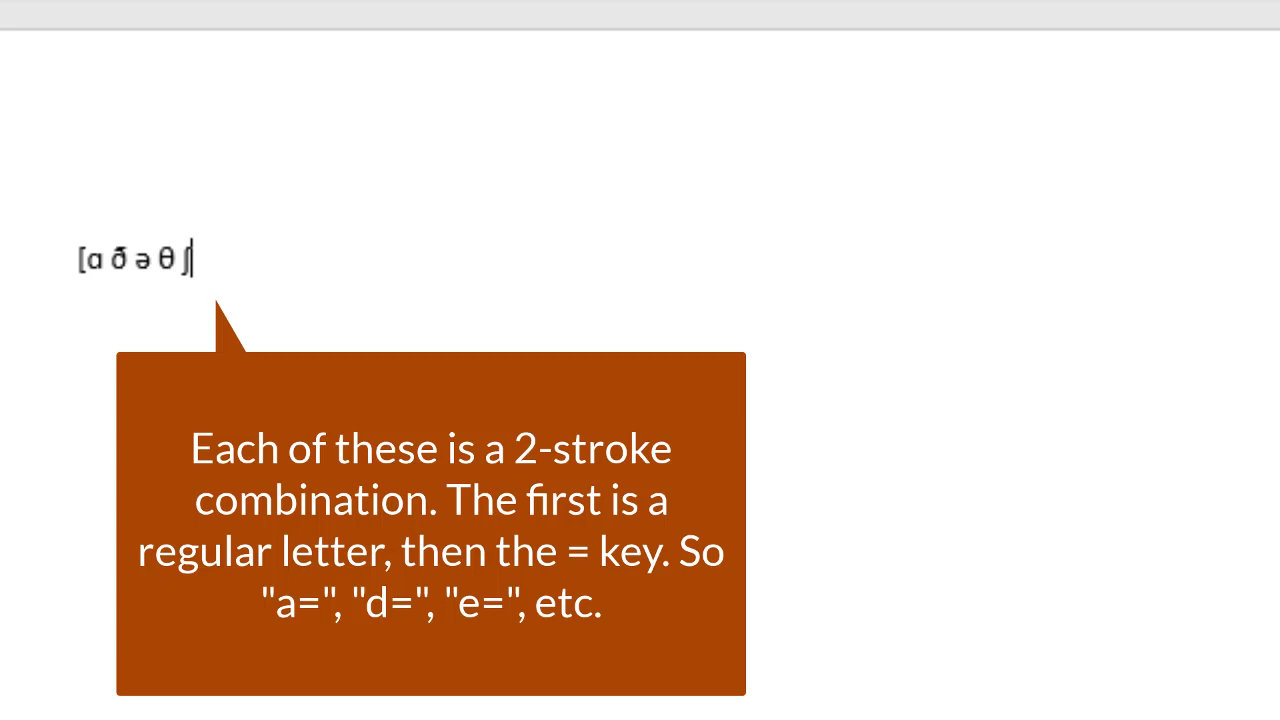 [ɑ ð ə θ ʃ
Each of these is a 2-stroke
combination. The first is a
regular letter, then the = key. So
"a=", "d=", "e=", etc.